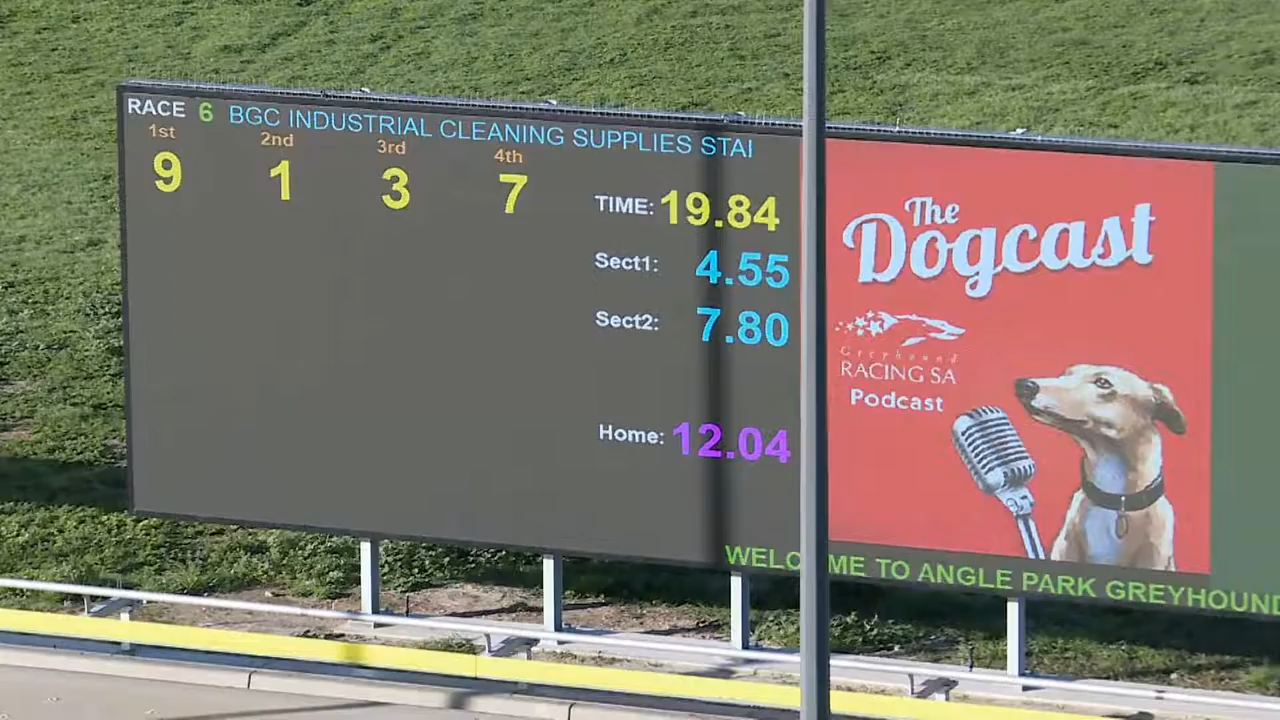 RACE 6 BGC INDUSTRIAL CLEANING SUPPLIES STAI
1st 2nd 3rd 4th
9 1 3 7
TIME: 19.84
Sect1: 4.55
Sect2: 7.80
Home: 12.04
The
Dogcast
Greyhound
RACING SA
Podcast
WELCOME TO ANGLE PARK GREYHOUND